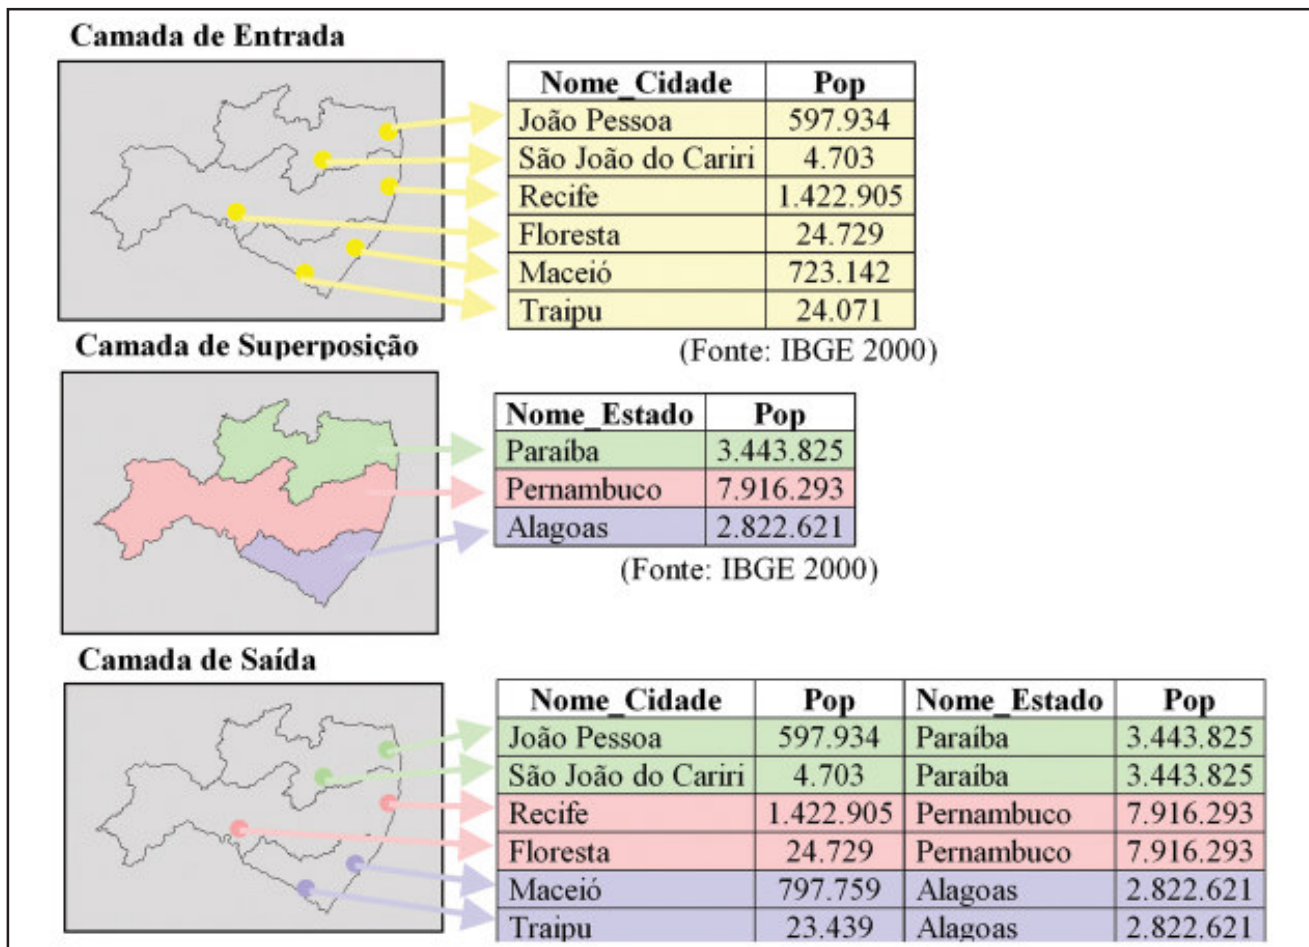 Camada de Entrada
Nome_Cidade Pop
João Pessoa 597.934
São João do Cariri 4.703
Recife 1.422.905
Floresta 24.729
Maceió 723.142
Traipu 24.071
(Fonte: IBGE 2000)
Camada de Superposição
Nome_Estado Pop
Paraíba 3.443.825
Pernambuco 7.916.293
Alagoas 2.822.621
(Fonte: IBGE 2000)
Camada de Saída
Nome_Cidade Pop Nome_Estado Pop
João Pessoa 597.934 Paraíba 3.443.825
São João do Cariri 4.703 Paraíba 3.443.825
Recife 1.422.905 Pernambuco 7.916.293
Floresta 24.729 Pernambuco 7.916.293
Maceió 797.759 Alagoas 2.822.621
Traipu 23.439 Alagoas 2.822.621